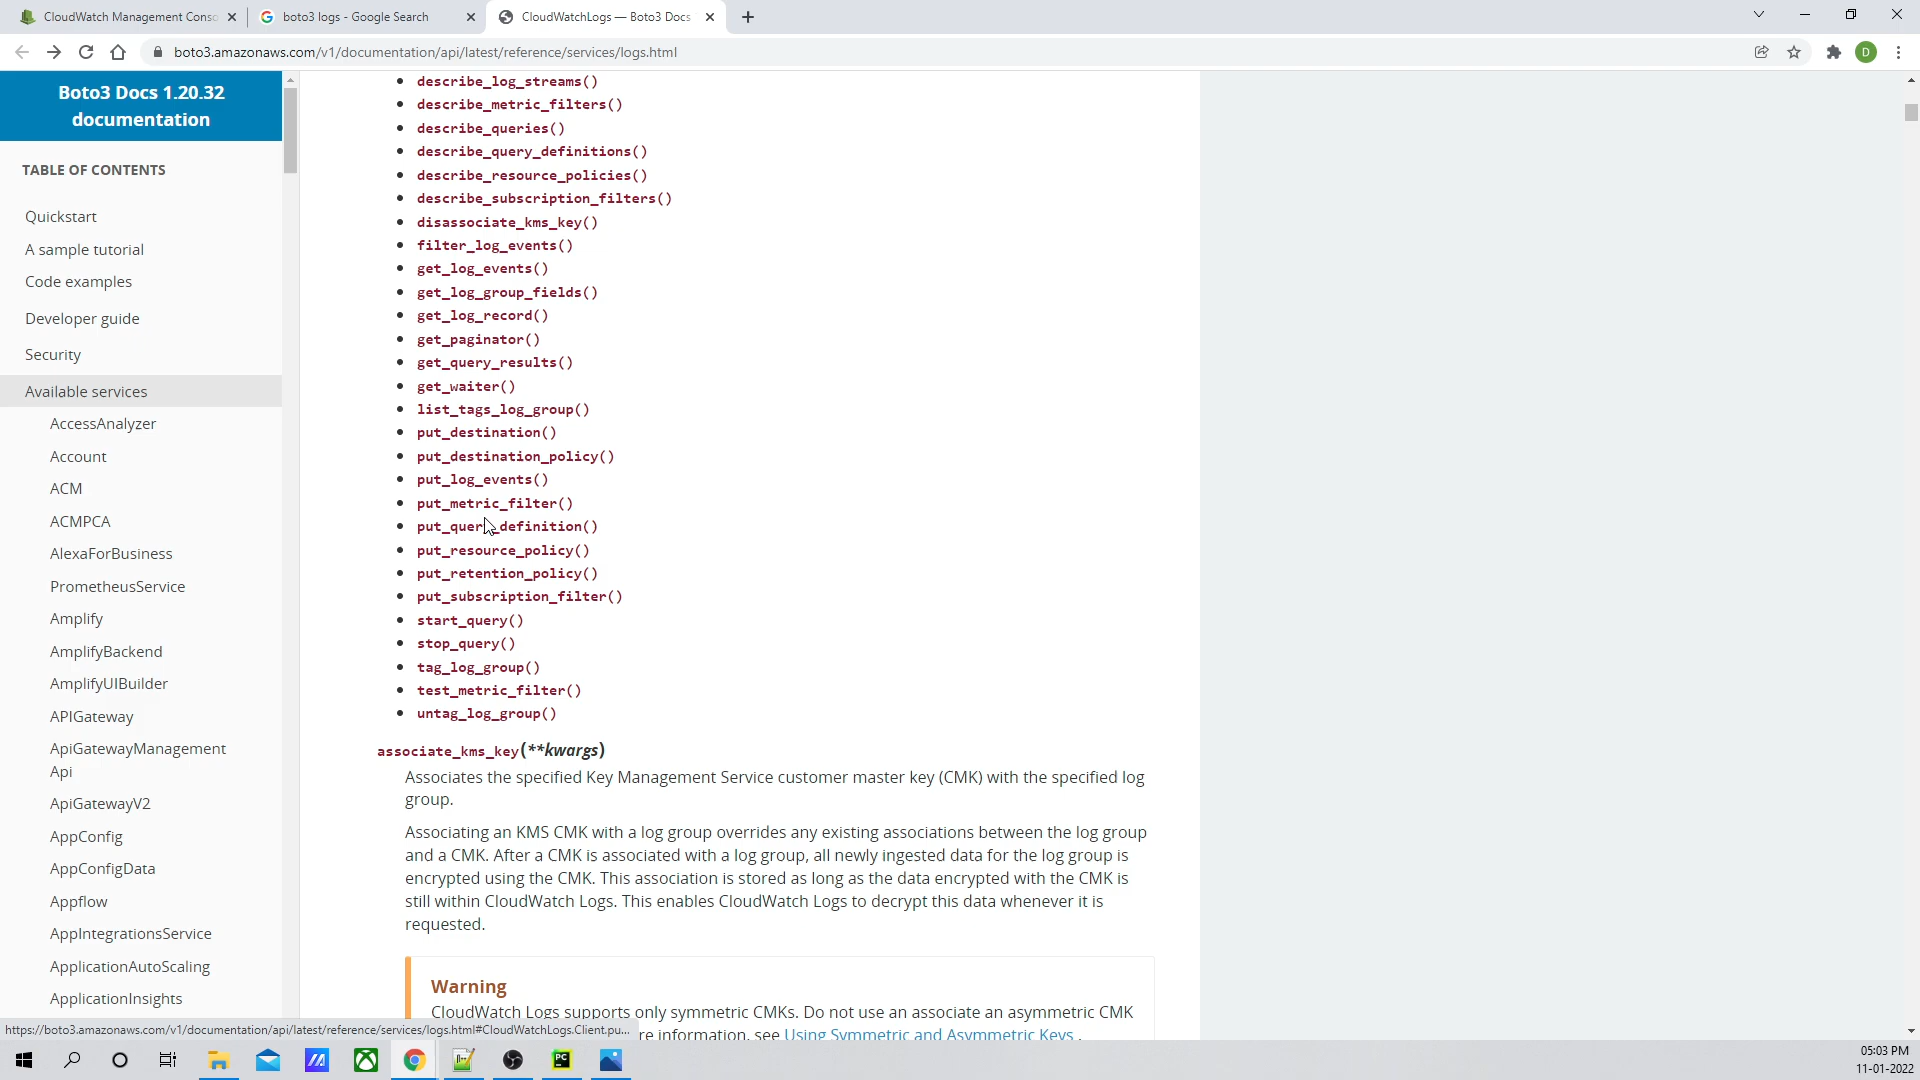 CloudWatch Management Conso
boto3 logs - Google Search
CloudWatchLogs — Boto3 Docs
boto3.amazonaws.com/v1/documentation/api/latest/reference/services/logs.html
D
Boto3 Docs 1.20.32
documentation
TABLE OF CONTENTS
Quickstart
A sample tutorial
Code examples
Developer guide
Security
Available services
AccessAnalyzer
Account
ACM
ACMPCA
AlexaForBusiness
PrometheusService
Amplify
AmplifyBackend
AmplifyUIBuilder
APIGateway
ApiGatewayManagement
Api
ApiGatewayV2
AppConfig
AppConfigData
Appflow
AppIntegrationsService
ApplicationAutoScaling
ApplicationInsights
describe_log_streams()
describe_metric_filters()
describe_queries()
describe_query_definitions()
describe_resource_policies()
describe_subscription_filters()
disassociate_kms_key()
filter_log_events()
get_log_events()
get_log_group_fields()
get_log_record()
get_paginator()
get_query_results()
get_waiter()
list_tags_log_group()
put_destination()
put_destination_policy()
put_log_events()
put_metric_filter()
put_query_definition()
put_resource_policy()
put_retention_policy()
put_subscription_filter()
start_query()
stop_query()
tag_log_group()
test_metric_filter()
untag_log_group()
associate_kms_key(**kwargs)
Associates the specified Key Management Service customer master key (CMK) with the specified log
group.
Associating an KMS CMK with a log group overrides any existing associations between the log group
and a CMK. After a CMK is associated with a log group, all newly ingested data for the log group is
encrypted using the CMK. This association is stored as long as the data encrypted with the CMK is
still within CloudWatch Logs. This enables CloudWatch Logs to decrypt this data whenever it is
requested.
Warning
CloudWatch Logs supports only symmetric CMKs. Do not use an associate an asymmetric CMK
re information, see Using Symmetric and Asymmetric Keys .
https://boto3.amazonaws.com/v1/documentation/api/latest/reference/services/logs.html#CloudWatchLogs.Client.pu...
PC
05:03 PM
11-01-2022